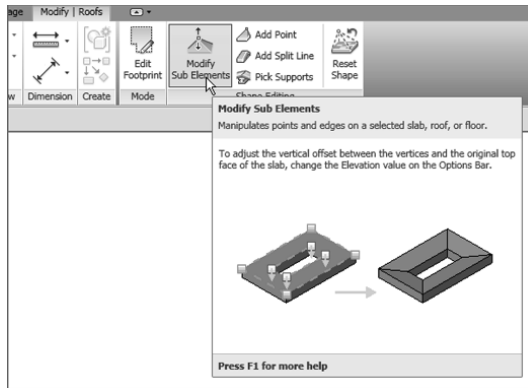 age Modify | Roofs
Edit
Footprint
Modify
Sub Elements
Add Point
Add Split Line
Pick Supports
Reset
Shape
w Dimension Create Mode Shape Editing
Modify Sub Elements
Manipulates points and edges on a selected slab, roof, or floor.
To adjust the vertical offset between the vertices and the original top
face of the slab, change the Elevation value on the Options Bar.
Press F1 for more help